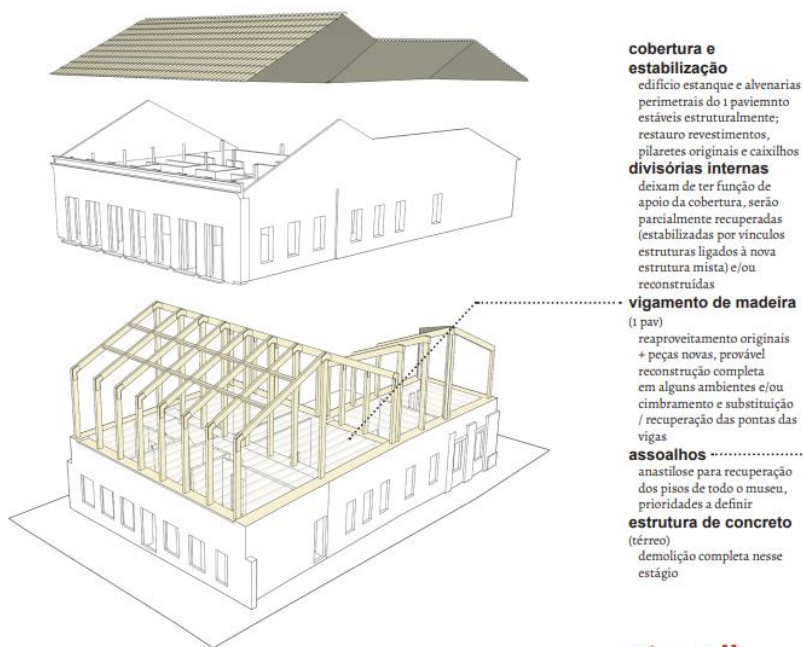 cobertura e
estabilização
edifício estanque e alvenarias
perimetrais do 1 paviemnto
estáveis estruturalmente;
restauro revestimentos,
pilaretes originais e caixilhos
divisórias internas
deixam de ter função de
apoio da cobertura, serão
parcialmente recuperadas
(estabilizadas por vínculos
estruturas ligados à nova
estrutura mista) e/ou
reconstruídas
vigamento de madeira
(1 pav)
reaproveitamento originais
+ peças novas, provável
reconstrução completa
em alguns ambientes e/ou
cimbramento e substituição
/ recuperação das pontas das
vigas
assoalhos
anastilose para recuperação
dos pisos de todo o museu,
prioridades a definir
estrutura de concreto
(térreo)
demolição completa nesse
estágio